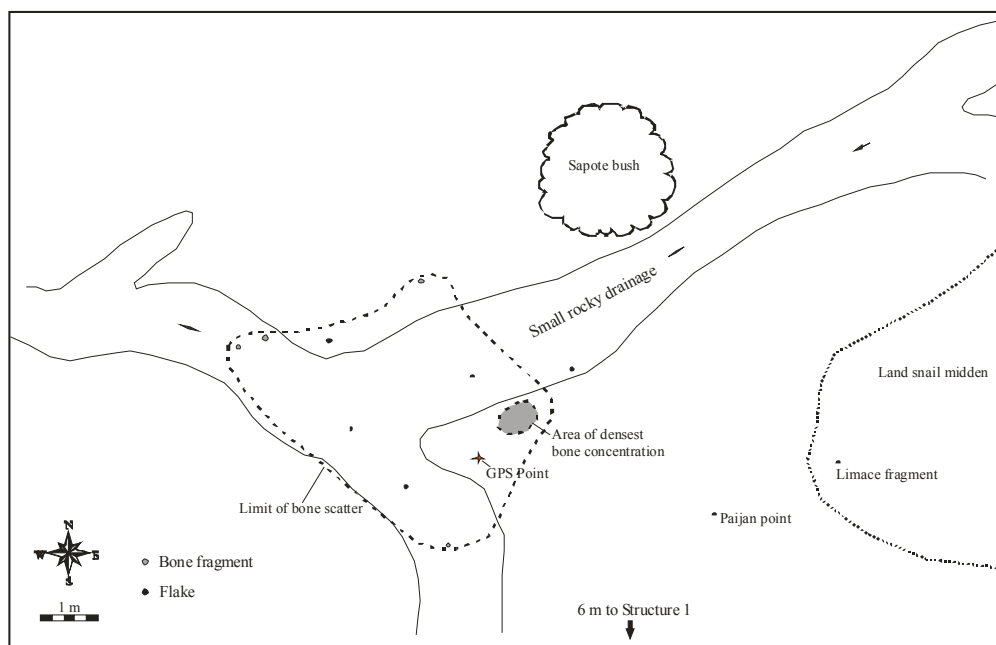 Sapote bush
Small rocky drainage
Land snail midden
Area of densest
bone concentration
GPS Point
Limace fragment
Limit of bone scatter
Paijan point
N
W E
S
Bone fragment
Flake
1 m
6 m to Structure 1